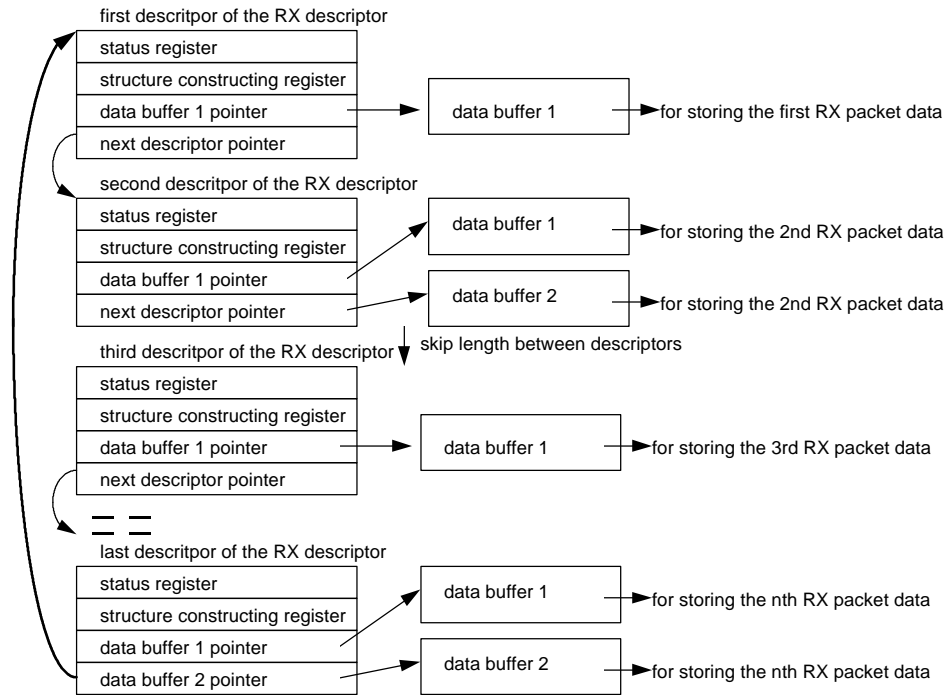 first descritpor of the RX descriptor
status register
structure constructing register
data buffer 1 pointer
next descriptor pointer
data buffer 1
for storing the first RX packet data
second descritpor of the RX descriptor
status register
structure constructing register
data buffer 1 pointer
next descriptor pointer
data buffer 1
for storing the 2nd RX packet data
data buffer 2
for storing the 2nd RX packet data
skip length between descriptors
third descritpor of the RX descriptor
status register
structure constructing register
data buffer 1 pointer
next descriptor pointer
data buffer 1
for storing the 3rd RX packet data
last descritpor of the RX descriptor
status register
structure constructing register
data buffer 1 pointer
data buffer 2 pointer
data buffer 1
for storing the nth RX packet data
data buffer 2
for storing the nth RX packet data